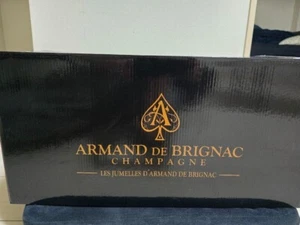 A
ARMAND DE BRIGNAC
CHAMPAGNE
LES JUMELLES D'ARMAND DE BRIGNAC